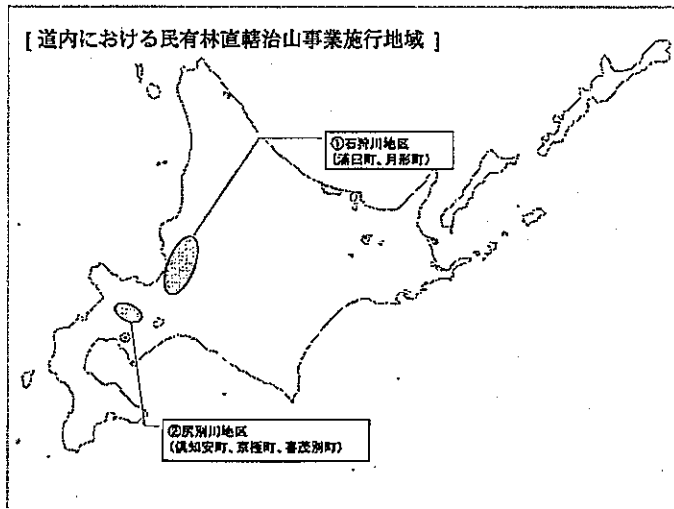 [ 道内における民有林直轄治山事業施行地域 ]
①石狩川地区
(浦臼町、月形町)
②尻別川地区
(倶知安町、京極町、喜茂別町)